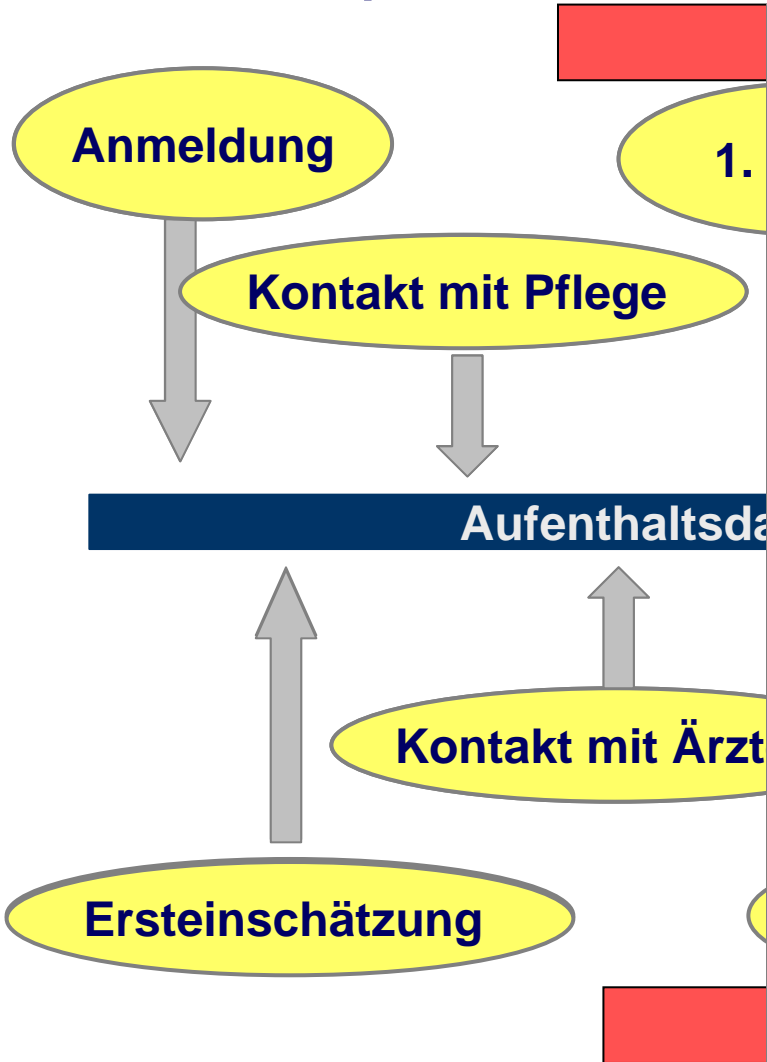 Anmeldung
1.
Kontakt mit Pflege
Aufenthaltsda
Kontakt mit Ärzt
Ersteinschätzung